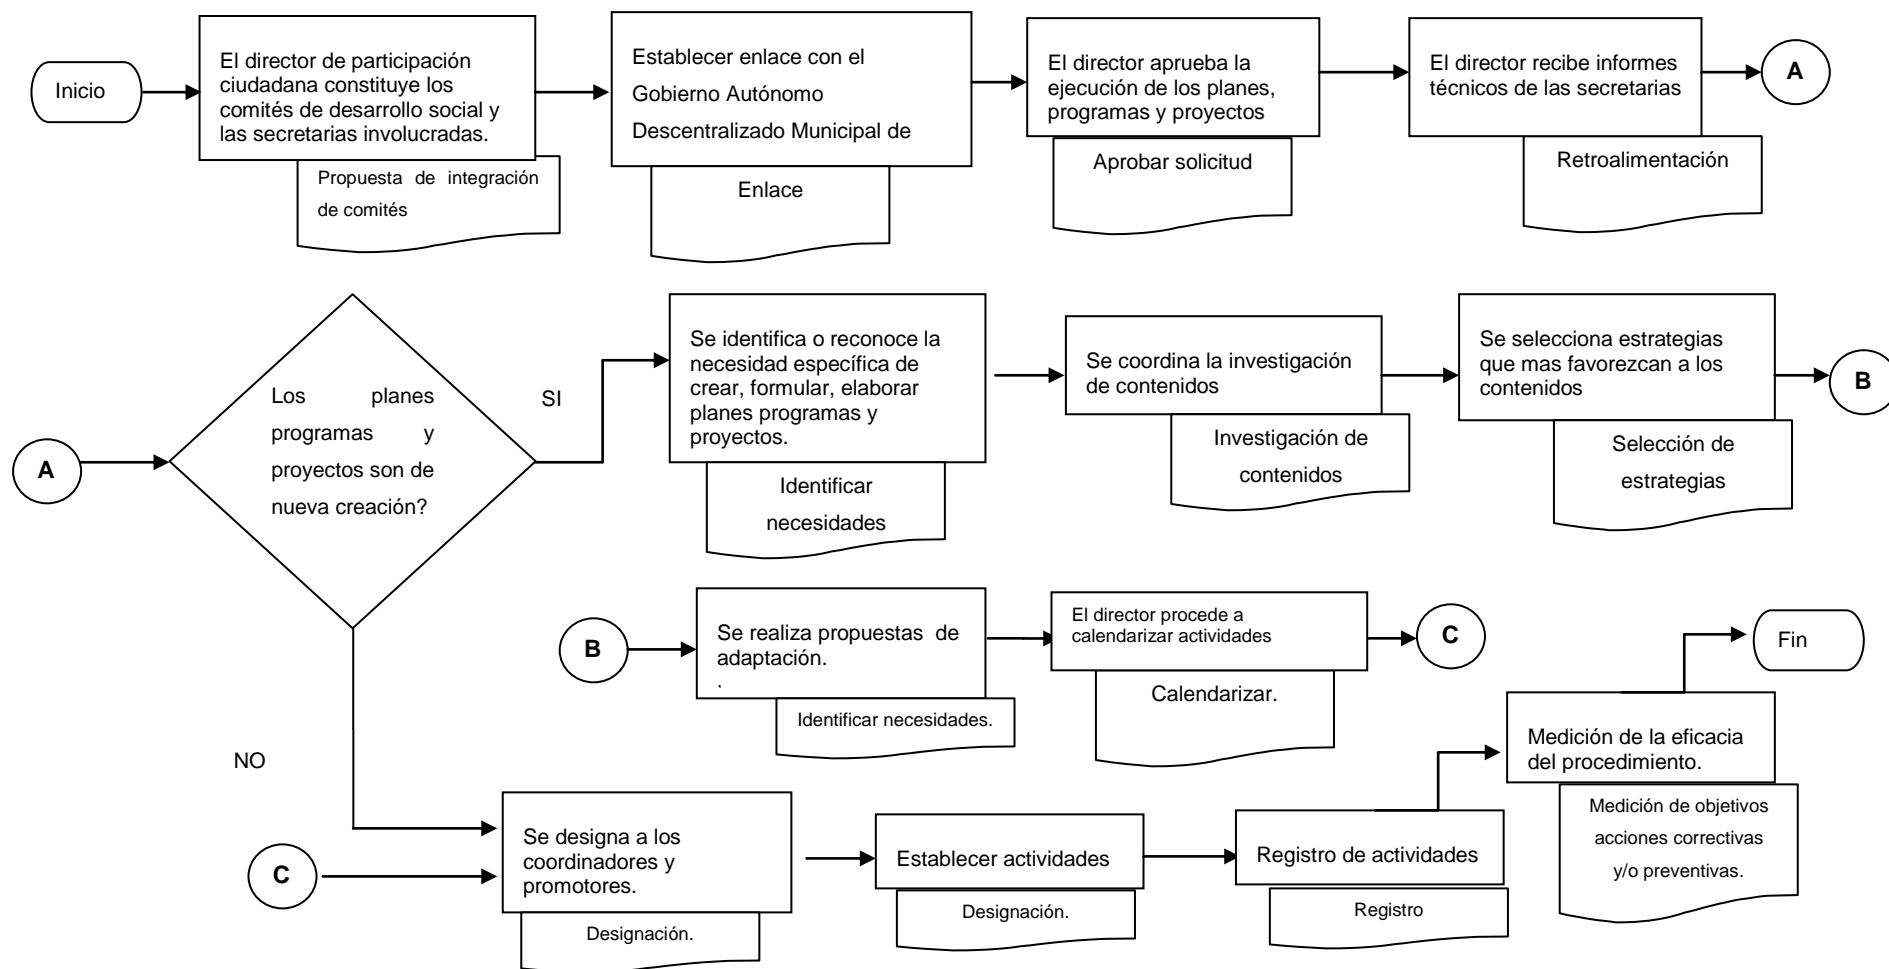 Inicio
El director de participación
ciudadana constituye los
comités de desarrollo social y
las secretarias involucradas.
Propuesta de integración
de comités
Establecer enlace con el
Gobierno Autónomo
Descentralizado Municipal de
Enlace
El director aprueba la
ejecución de los planes,
programas y proyectos
Aprobar solicitud
El director recibe informes
técnicos de las secretarias
Retroalimentación
A
A
Los planes
programas y
proyectos son de
nueva creación?
SI
Se identifica o reconoce la
necesidad específica de
crear, formular, elaborar
planes programas y
proyectos.
Identificar
necesidades
Se coordina la investigación
de contenidos
Investigación de
contenidos
Se selecciona estrategias
que mas favorezcan a los
contenidos
Selección de
estrategias
B
B
Se realiza propuestas de
adaptación.
.
Identificar necesidades.
El director procede a
calendarizar actividades
Calendarizar.
C
NO
C
Se designa a los
coordinadores y
promotores.
Designación.
Establecer actividades
Designación.
Registro de actividades
Registro
Medición de la eficacia
del procedimiento.
Medición de objetivos
acciones correctivas
y/o preventivas.
Fin